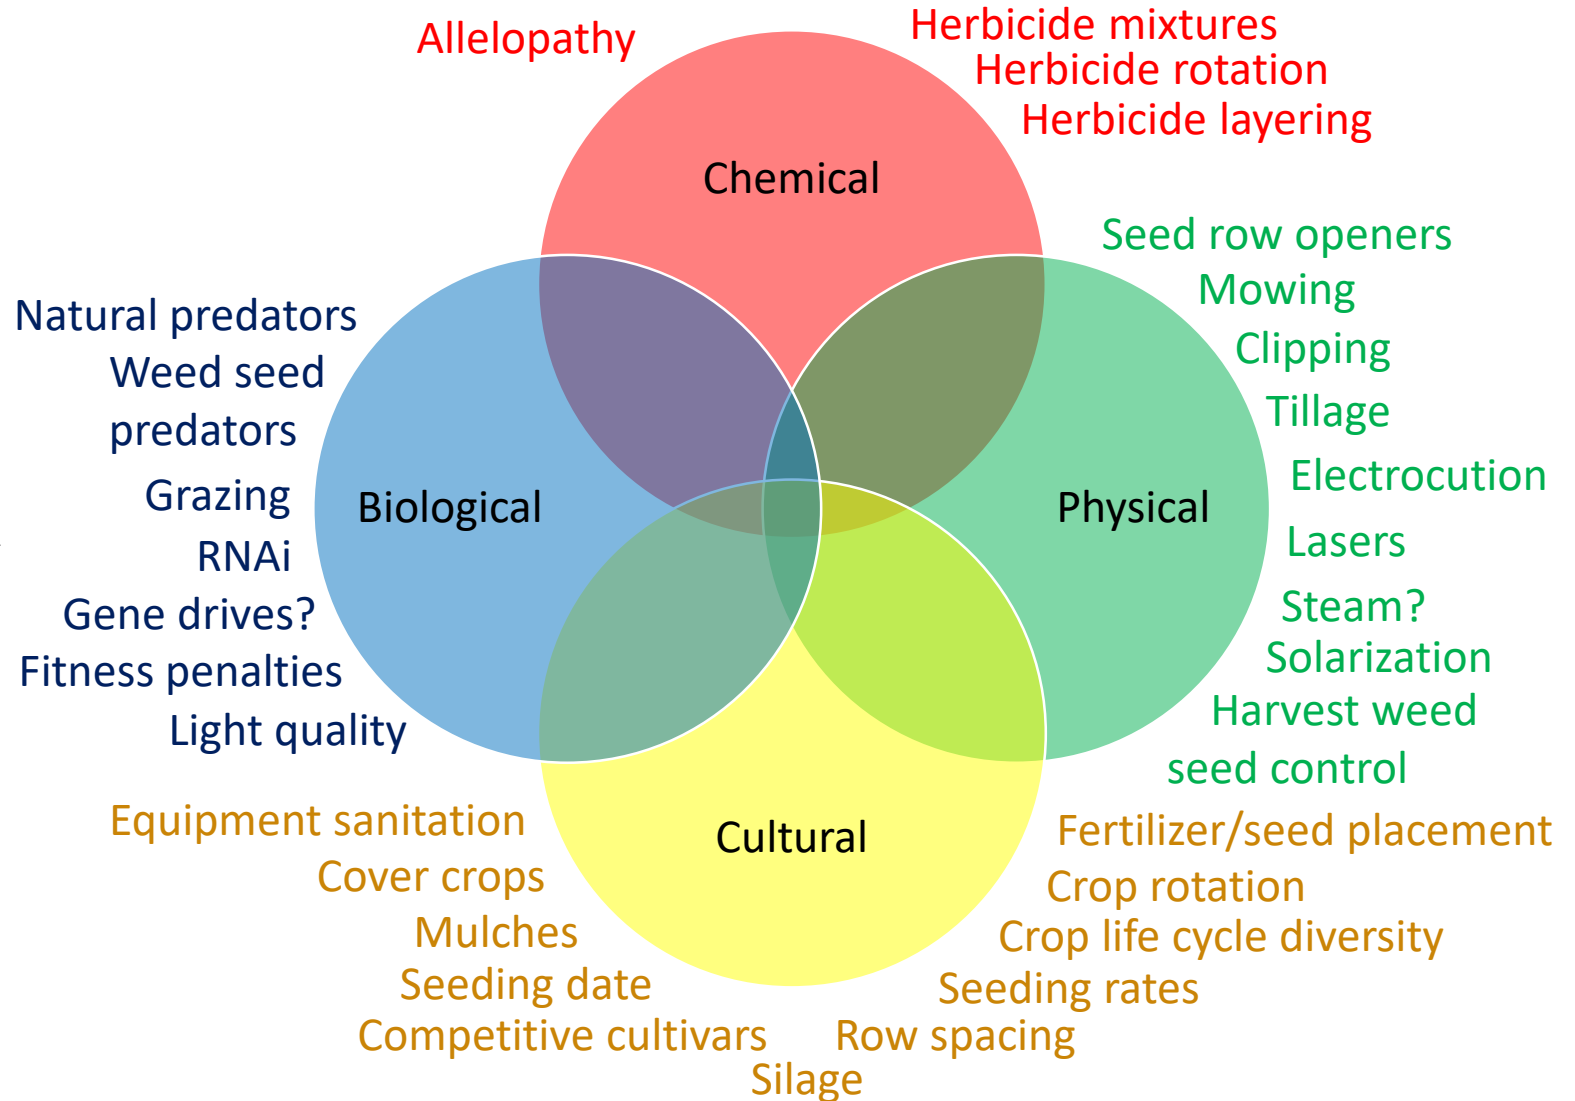 Allelopathy
Herbicide mixtures
Herbicide rotation
Herbicide layering
Chemical
Seed row openers
Mowing
Clipping
Tillage
Electrocution
Lasers
Steam?
Solarization
Harvest weed
seed control
Physical
Natural predators
Weed seed
predators
Grazing
RNAi
Gene drives?
Fitness penalties
Light quality
Biological
Cultural
Equipment sanitation
Cover crops
Mulches
Seeding date
Competitive cultivars
Silage
Fertilizer/seed placement
Crop rotation
Crop life cycle diversity
Seeding rates
Row spacing